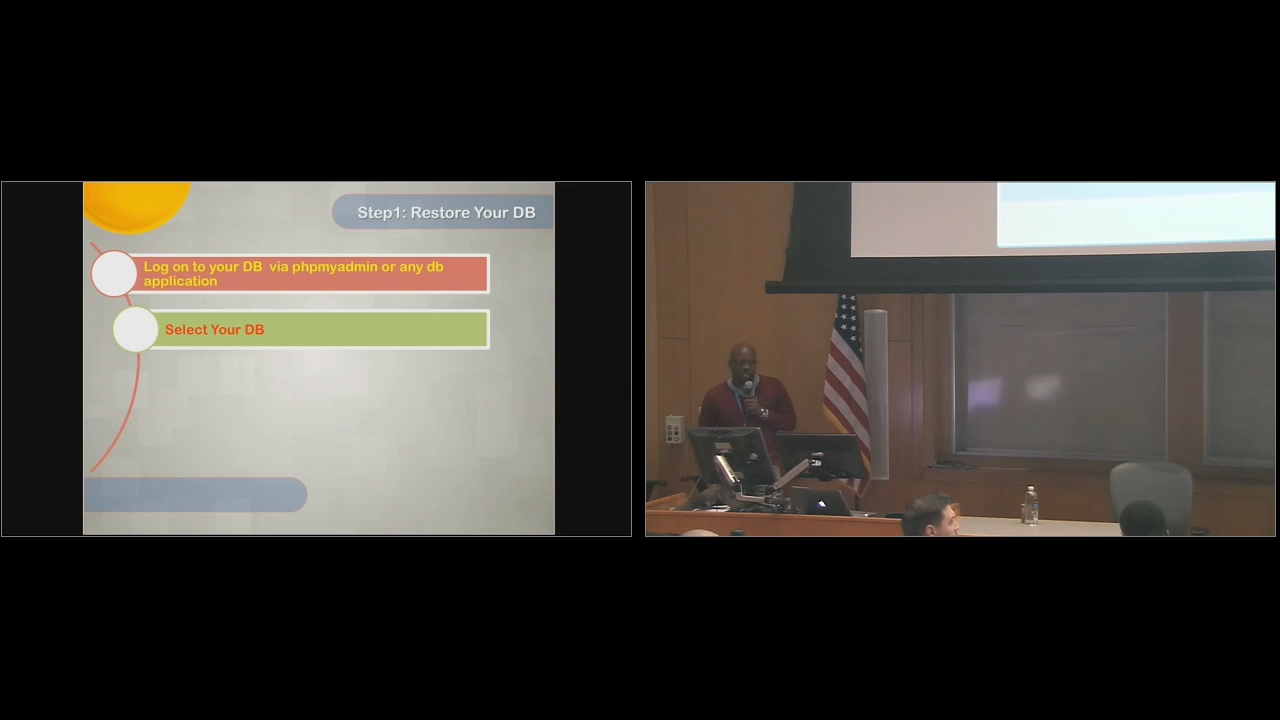 Step1: Restore Your DB
Log on to your DB via phpmyadmin or any db
application
Select Your DB